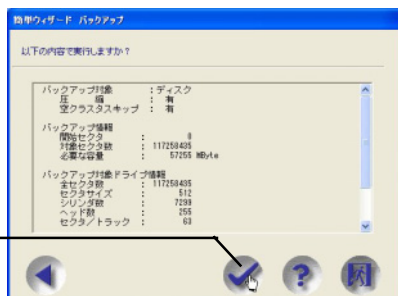 簡単ウィザード バックアップ
以下の内容で実行しますか？
バックアップ対象 : ディスク
圧 縮 : 有
空クラスタスキップ : 有
バックアップ情報
開始セクタ : 0
対象セクタ数 : 117258435
必要な容量 : 57255 MByte
バックアップ対象ドライブ情報
全セクタ数 : 117258435
セクタサイズ : 512
シリンダ数 : 7299
ヘッド数 : 255
セクタ/トラック : 63